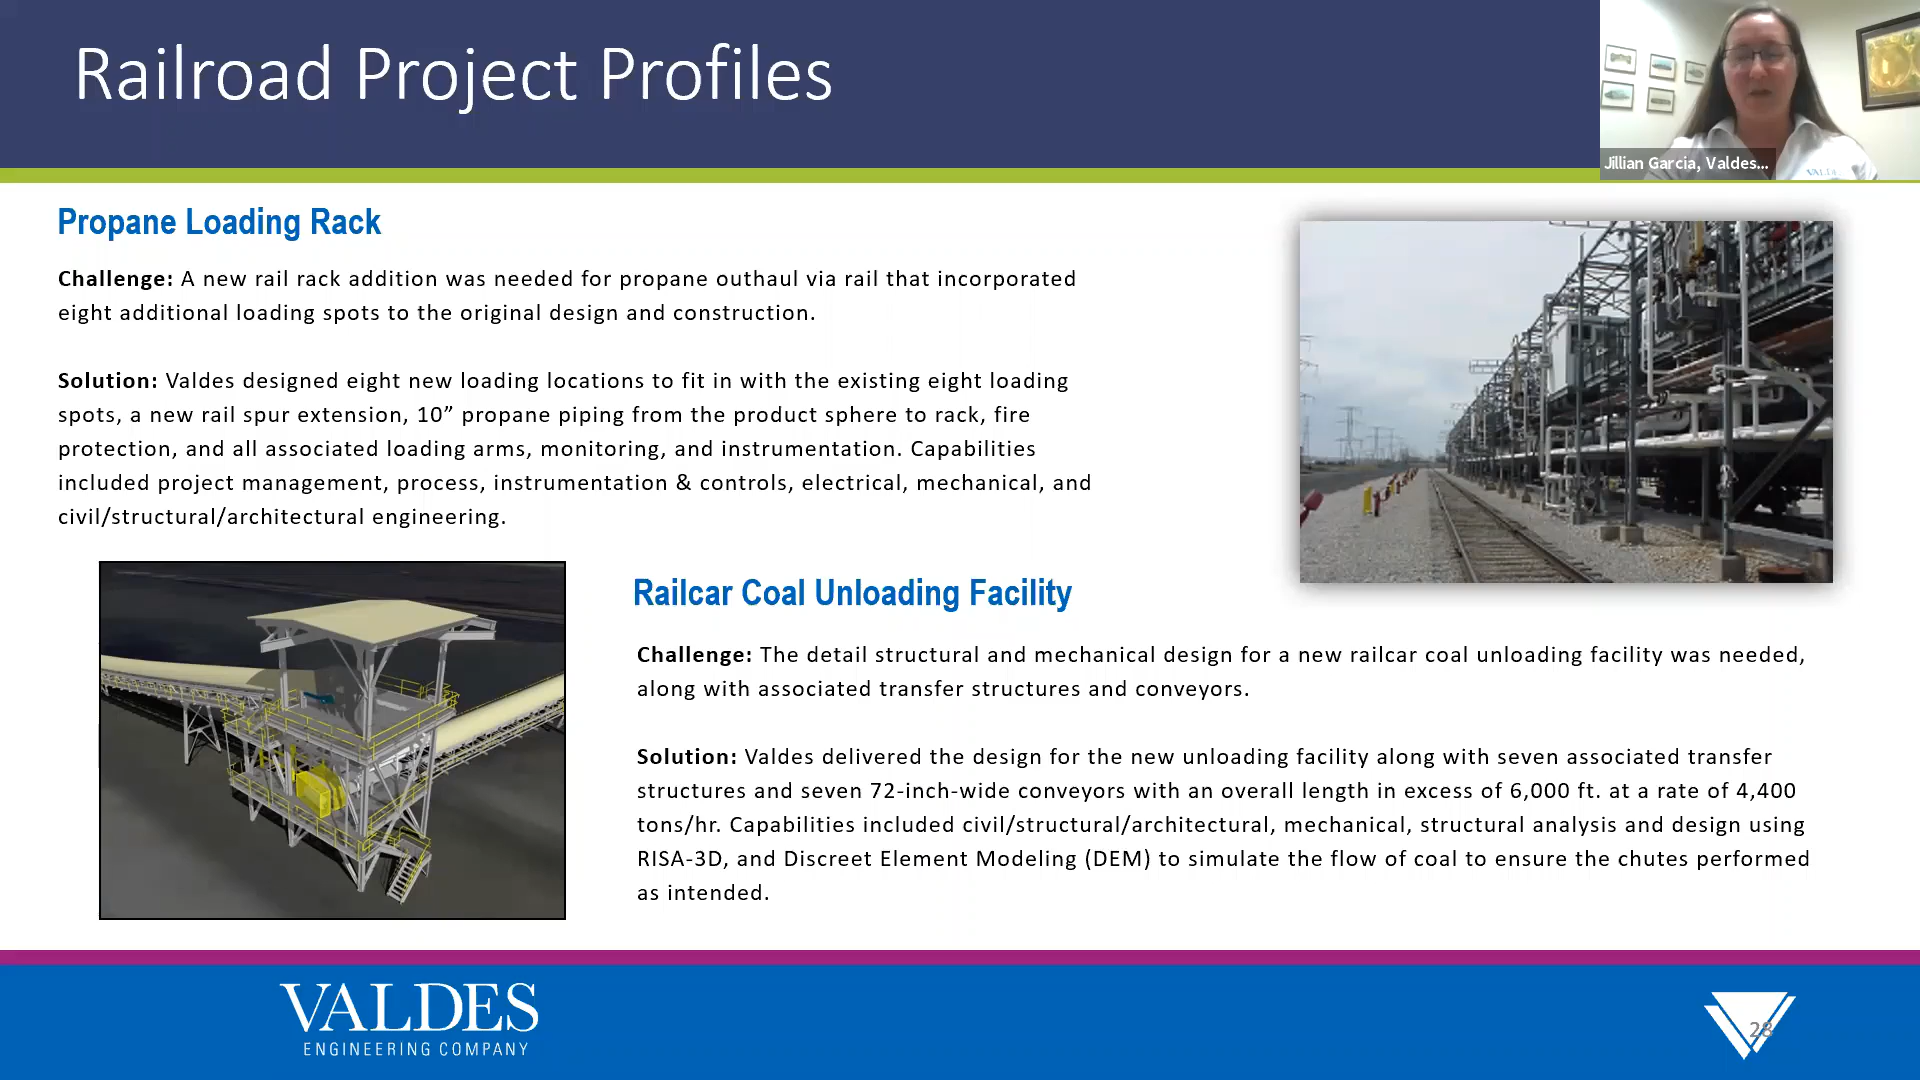 Railroad Project Profiles
Jillian Garcia, Valdes...
VALD
Propane Loading Rack
Challenge: A new rail rack addition was needed for propane outhaul via rail that incorporated
eight additional loading spots to the original design and construction.
Solution: Valdes designed eight new loading locations to fit in with the existing eight loading
spots, a new rail spur extension, 10” propane piping from the product sphere to rack, fire
protection, and all associated loading arms, monitoring, and instrumentation. Capabilities
included project management, process, instrumentation & controls, electrical, mechanical, and
civil/structural/architectural engineering.
Railcar Coal Unloading Facility
Challenge: The detail structural and mechanical design for a new railcar coal unloading facility was needed,
along with associated transfer structures and conveyors.
Solution: Valdes delivered the design for the new unloading facility along with seven associated transfer
structures and seven 72-inch-wide conveyors with an overall length in excess of 6,000 ft. at a rate of 4,400
tons/hr. Capabilities included civil/structural/architectural, mechanical, structural analysis and design using
RISA-3D, and Discreet Element Modeling (DEM) to simulate the flow of coal to ensure the chutes performed
as intended.
VALDES
ENGINEERING COMPANY
28